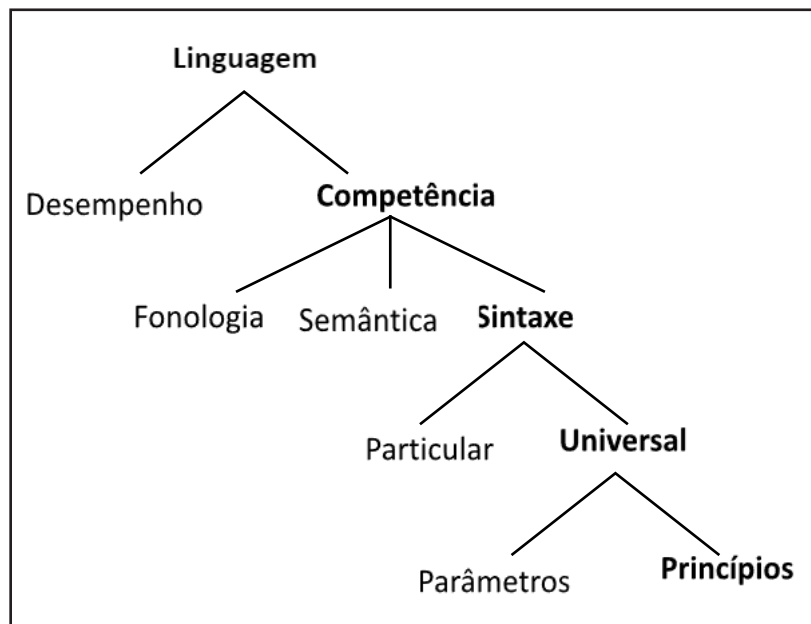 Linguagem
Desempenho
Competência
Fonologia
Semântica
Sintaxe
Particular
Universal
Parâmetros
Princípios